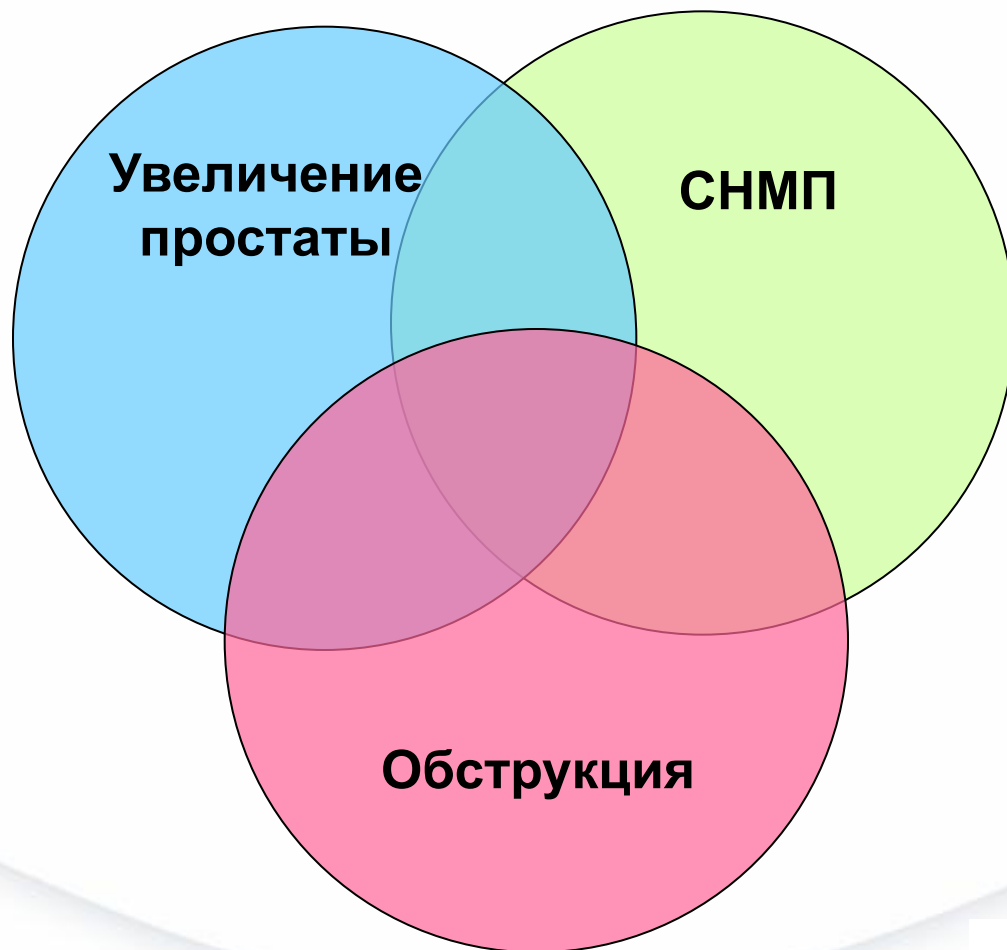 Увеличение
простаты
СНМП
Обструкция